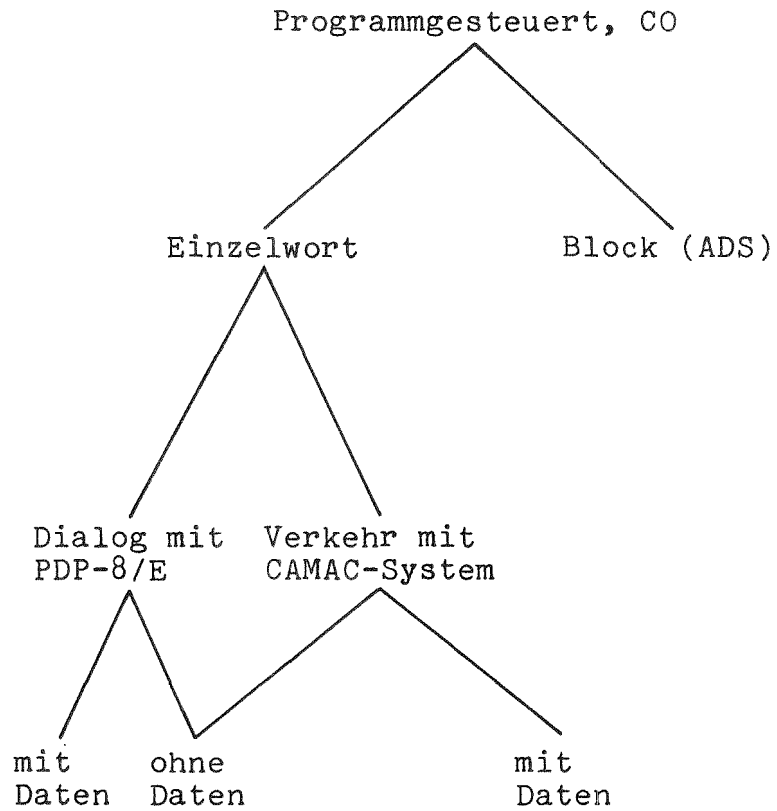 Programmgesteuert, CO
Einzelwort
Block (ADS)
Dialog mit
PDP-8/E
Verkehr mit
CAMAC-System
mit
Daten
ohne
Daten
mit
Daten